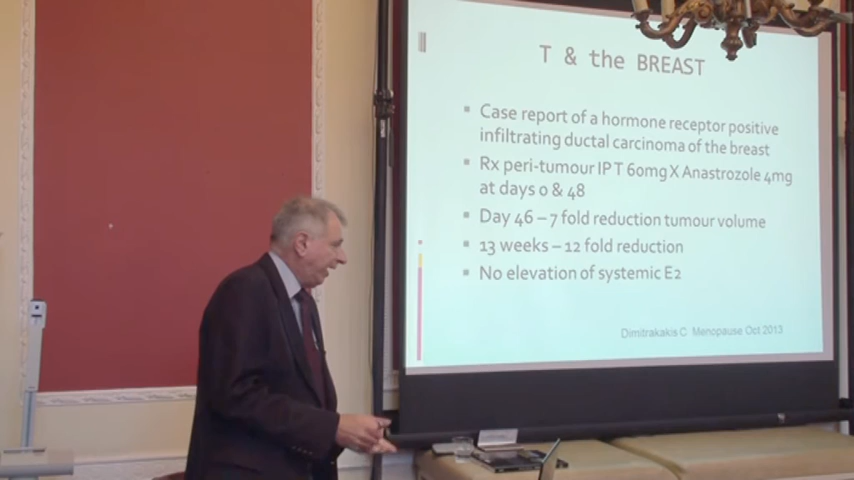 T & the BREAST
Case report of a hormone receptor positive
infiltrating ductal carcinoma of the breast
Rx peri-tumour IP T 60mg X Anastrozole 4mg
at days 0 & 48
Day 46 – 7 fold reduction tumour volume
13 weeks – 12 fold reduction
No elevation of systemic E2
Dimitrakakis C Menopause Oct 2013